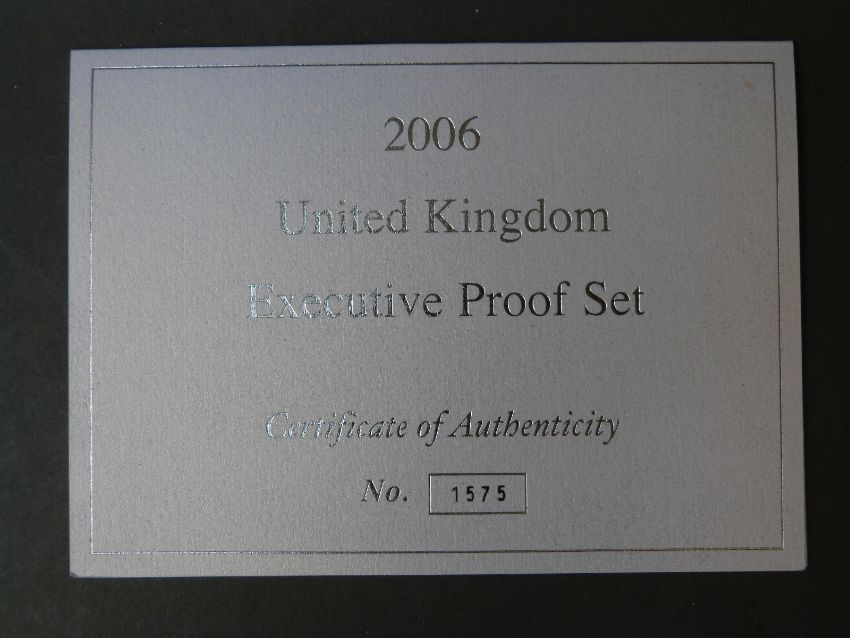 2006
United Kingdom
Executive Proof Set
Certificate of Authenticity
No. 1575